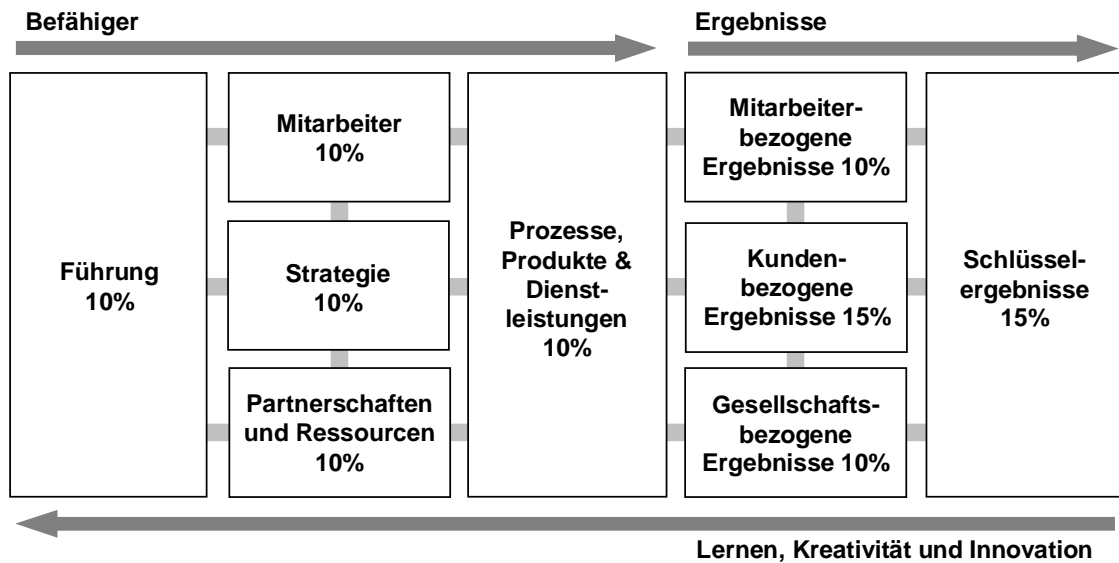 Befähiger
Ergebnisse
Führung
10%
Mitarbeiter
10%
Strategie
10%
Partnerschaften
und Ressourcen
10%
Prozesse,
Produkte &
Dienst-
leistungen
10%
Mitarbeiter-
bezogene
Ergebnisse 10%
Kunden-
bezogene
Ergebnisse 15%
Gesellschafts-
bezogene
Ergebnisse 10%
Schlüssel-
ergebnisse
15%
Lernen, Kreativität und Innovation